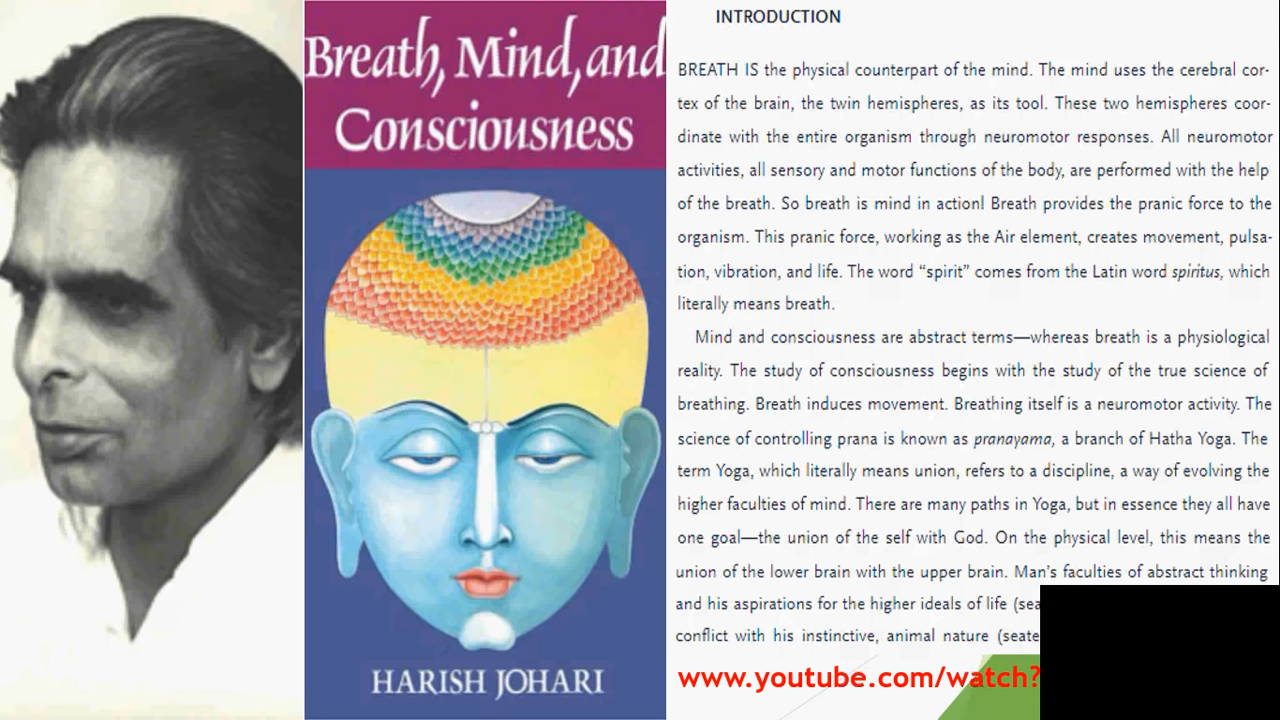 Breath, Mind, and
Consciousness
HARISH JOHARI
INTRODUCTION
BREATH IS the physical counterpart of the mind. The mind uses the cerebral cor-
tex of the brain, the twin hemispheres, as its tool. These two hemispheres coor-
dinate with the entire organism through neuromotor responses. All neuromotor
activities, all sensory and motor functions of the body, are performed with the help
of the breath. So breath is mind in action! Breath provides the pranic force to the
organism. This pranic force, working as the Air element, creates movement, pulsa-
tion, vibration, and life. The word “spirit” comes from the Latin word spiritus, which
literally means breath.
Mind and consciousness are abstract terms—whereas breath is a physiological
reality. The study of consciousness begins with the study of the true science of
breathing. Breath induces movement. Breathing itself is a neuromotor activity. The
science of controlling prana is known as pranayama, a branch of Hatha Yoga. The
term Yoga, which literally means union, refers to a discipline, a way of evolving the
higher faculties of mind. There are many paths in Yoga, but in essence they all have
one goal—the union of the self with God. On the physical level, this means the
union of the lower brain with the upper brain. Man’s faculties of abstract thinking
and his aspirations for the higher ideals of life
conflict with his instinctive, animal nature
www.youtube.com/watch?